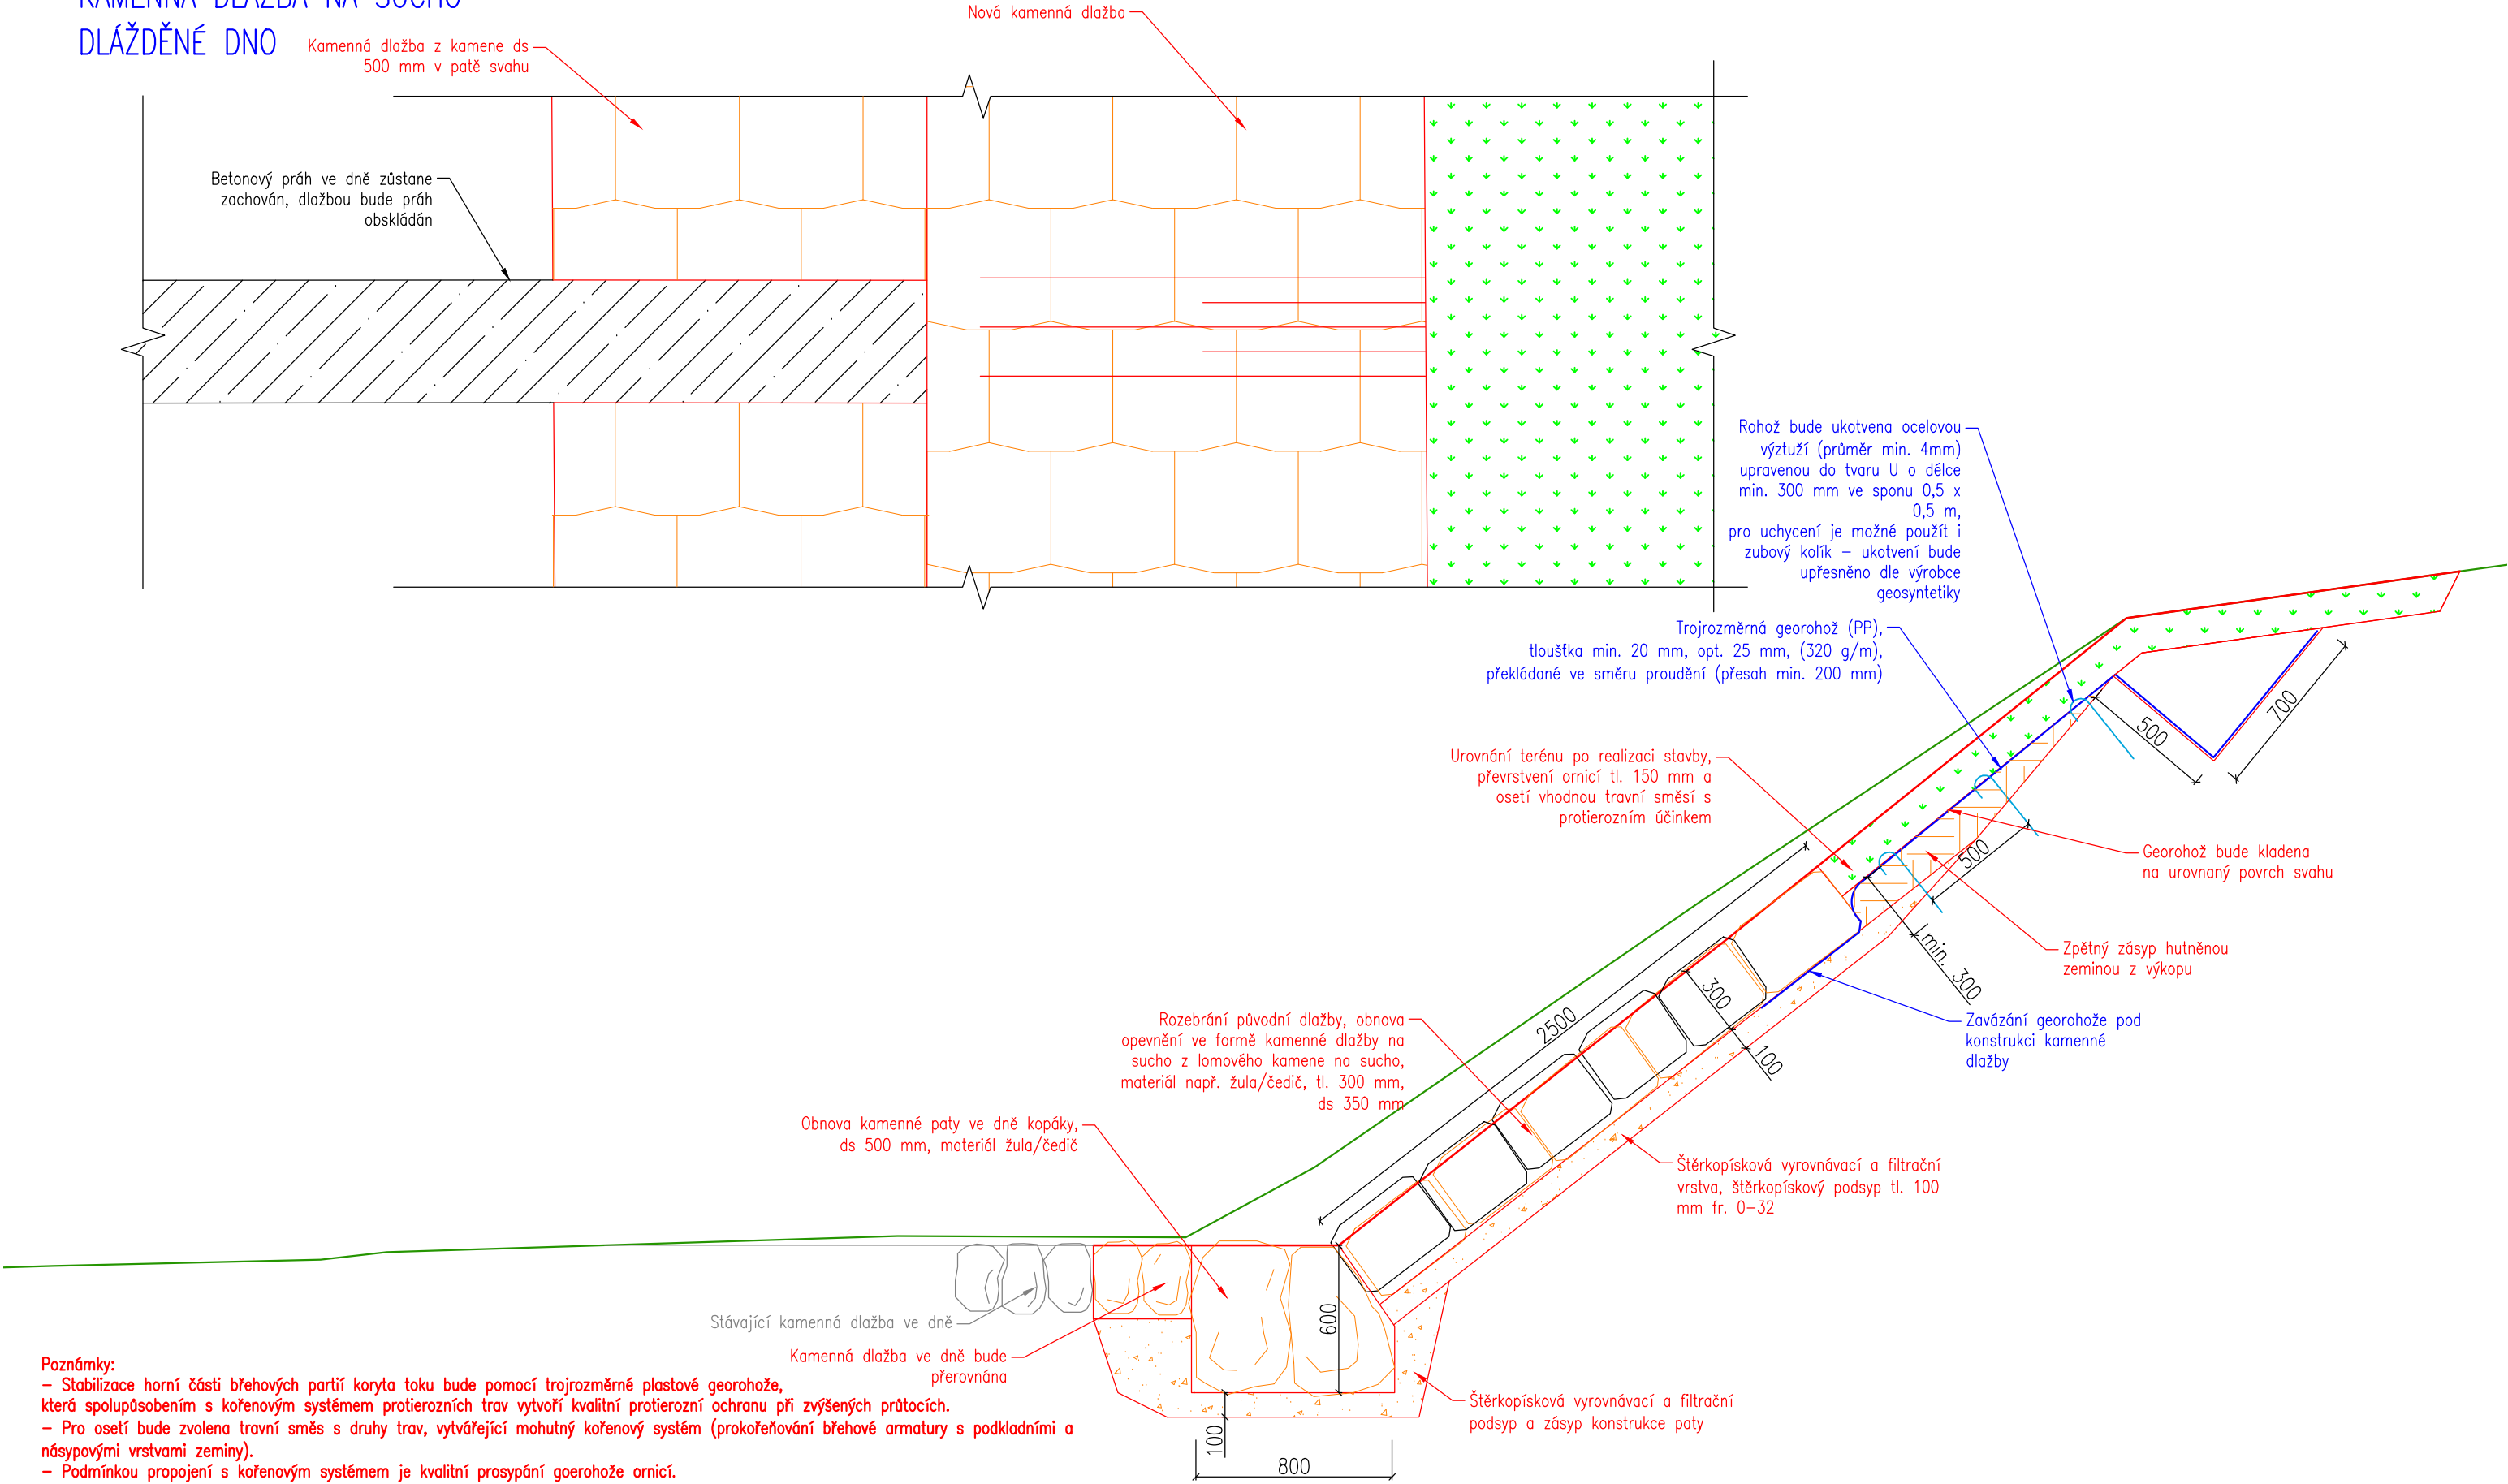 KAMENNÁ DLAŽBA NA SUCHO
DLÁŽDĚNÉ DNO
Kamenná dlažba z kamene ds
500 mm v patě svahu
Nová kamenná dlažba
Betonový práh ve dně zůstane
zachován, dlažbou bude práh
obskládán
Rohož bude ukotvena ocelovou
výztuží (průměr min. 4mm)
upravenou do tvaru U o délce
min. 300 mm ve sponu 0,5 x
0,5 m,
pro uchycení je možné použít i
zubový kolík – ukotvení bude
upřesněno dle výrobce
geosyntetiky
Trojrozměrná georohož (PP),
tloušťka min. 20 mm, opt. 25 mm, (320 g/m),
překládané ve směru proudění (přesah min. 200 mm)
500
700
Urovnání terénu po realizaci stavby,
převrstvení ornicí tl. 150 mm a
osetí vhodnou travní směsí s
protierozním účinkem
500
Georohož bude kladena
na urovnaný povrch svahu
min. 300
Zpětný zásyp hutněnou
zeminou z výkopu
2500
300
100
Zavázání georohože pod
konstrukci kamenné
dlažby
Rozebrání původní dlažby, obnova
opevnění ve formě kamenné dlažby na
sucho z lomového kamene na sucho,
materiál např. žula/čedič, tl. 300 mm,
ds 350 mm
Obnova kamenné paty ve dně kopáky,
ds 500 mm, materiál žula/čedič
Štěrkopísková vyrovnávací a filtrační
vrstva, štěrkopískový podsyp tl. 100
mm fr. 0–32
Stávající kamenná dlažba ve dně
600
Kamenná dlažba ve dně bude
přerovnána
Štěrkopísková vyrovnávací a filtrační
podsyp a zásyp konstrukce paty
100
800
Poznámky:
– Stabilizace horní části břehových partií koryta toku bude pomocí trojrozměrné plastové georohože,
která spolupůsobením s kořenovým systémem protierozních trav vytvoří kvalitní protierozní ochranu při zvýšených průtocích.
– Pro osetí bude zvolena travní směs s druhy trav, vytvářející mohutný kořenový systém (prokořeňování břehové armatury s podkladními a
násypovými vrstvami zeminy).
– Podmínkou propojení s kořenovým systémem je kvalitní prosypání goerohože ornicí.